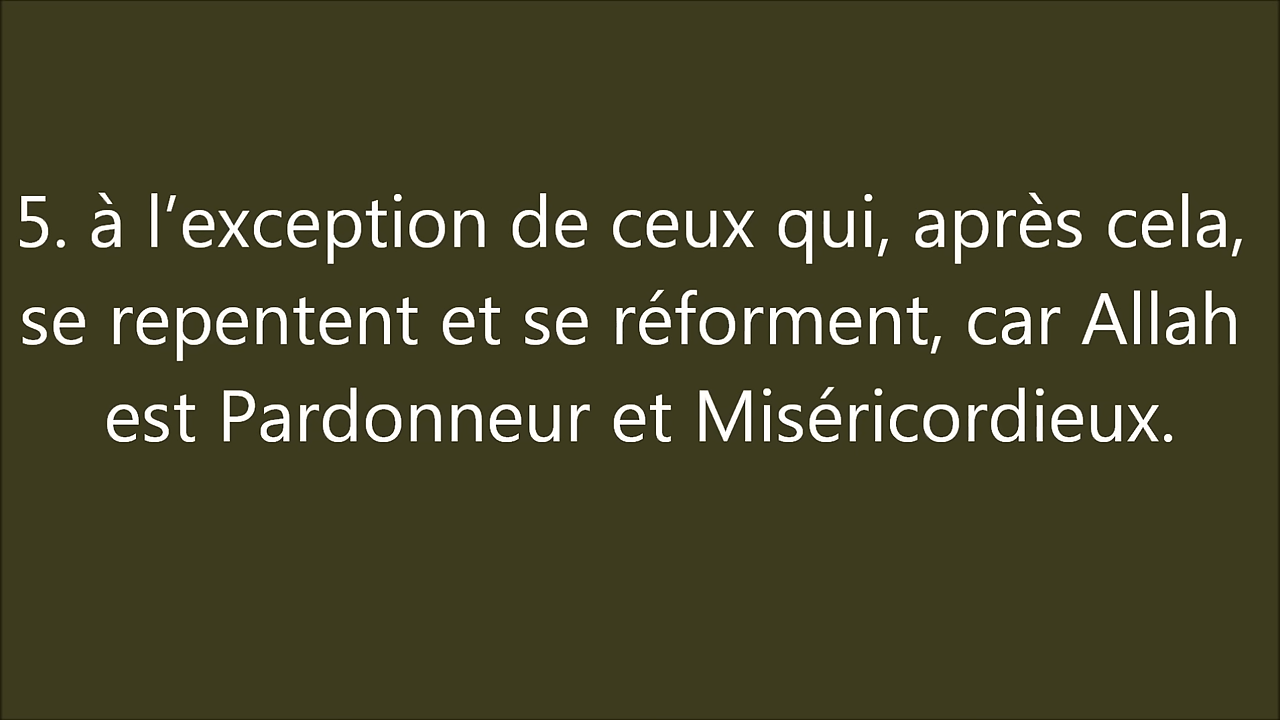 5. à l’exception de ceux qui, après cela,
se repentent et se réforment, car Allah
est Pardonneur et Miséricordieux.